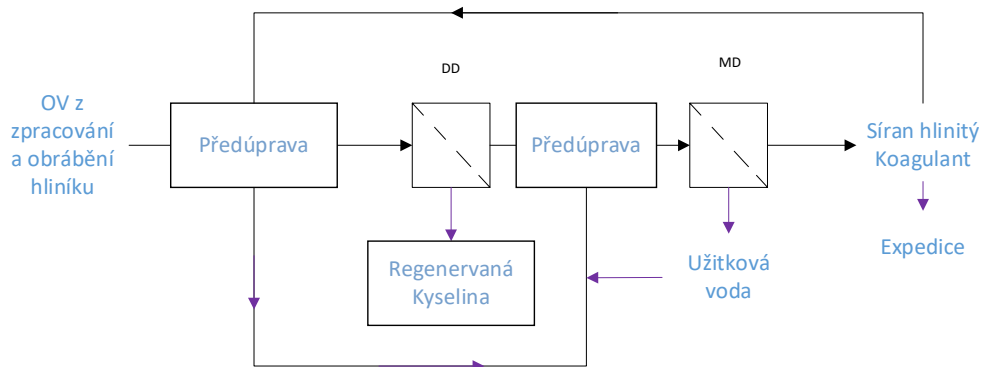 DD
MD
OV z
zpracování
a obrábění
hliníku
Předúprava
Předúprava
Síran hlinitý
Koagulant
Regenervaná
Kyselina
Užitková
voda
Expedice